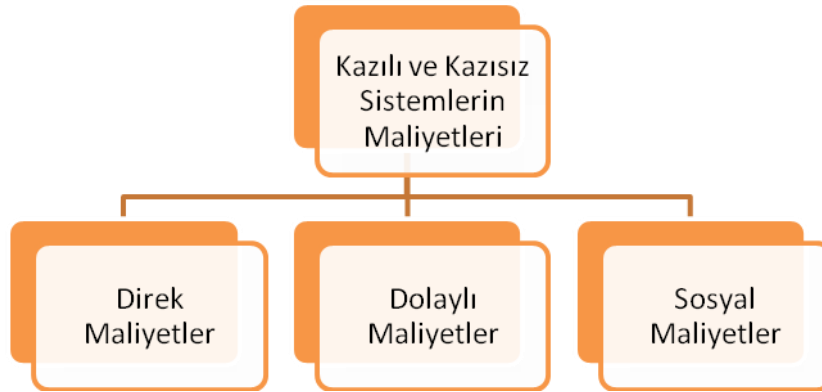 Kazılı ve Kazısız
Sistemlerin
Maliyetleri
Direk
Maliyetler
Dolaylı
Maliyetler
Sosyal
Maliyetler